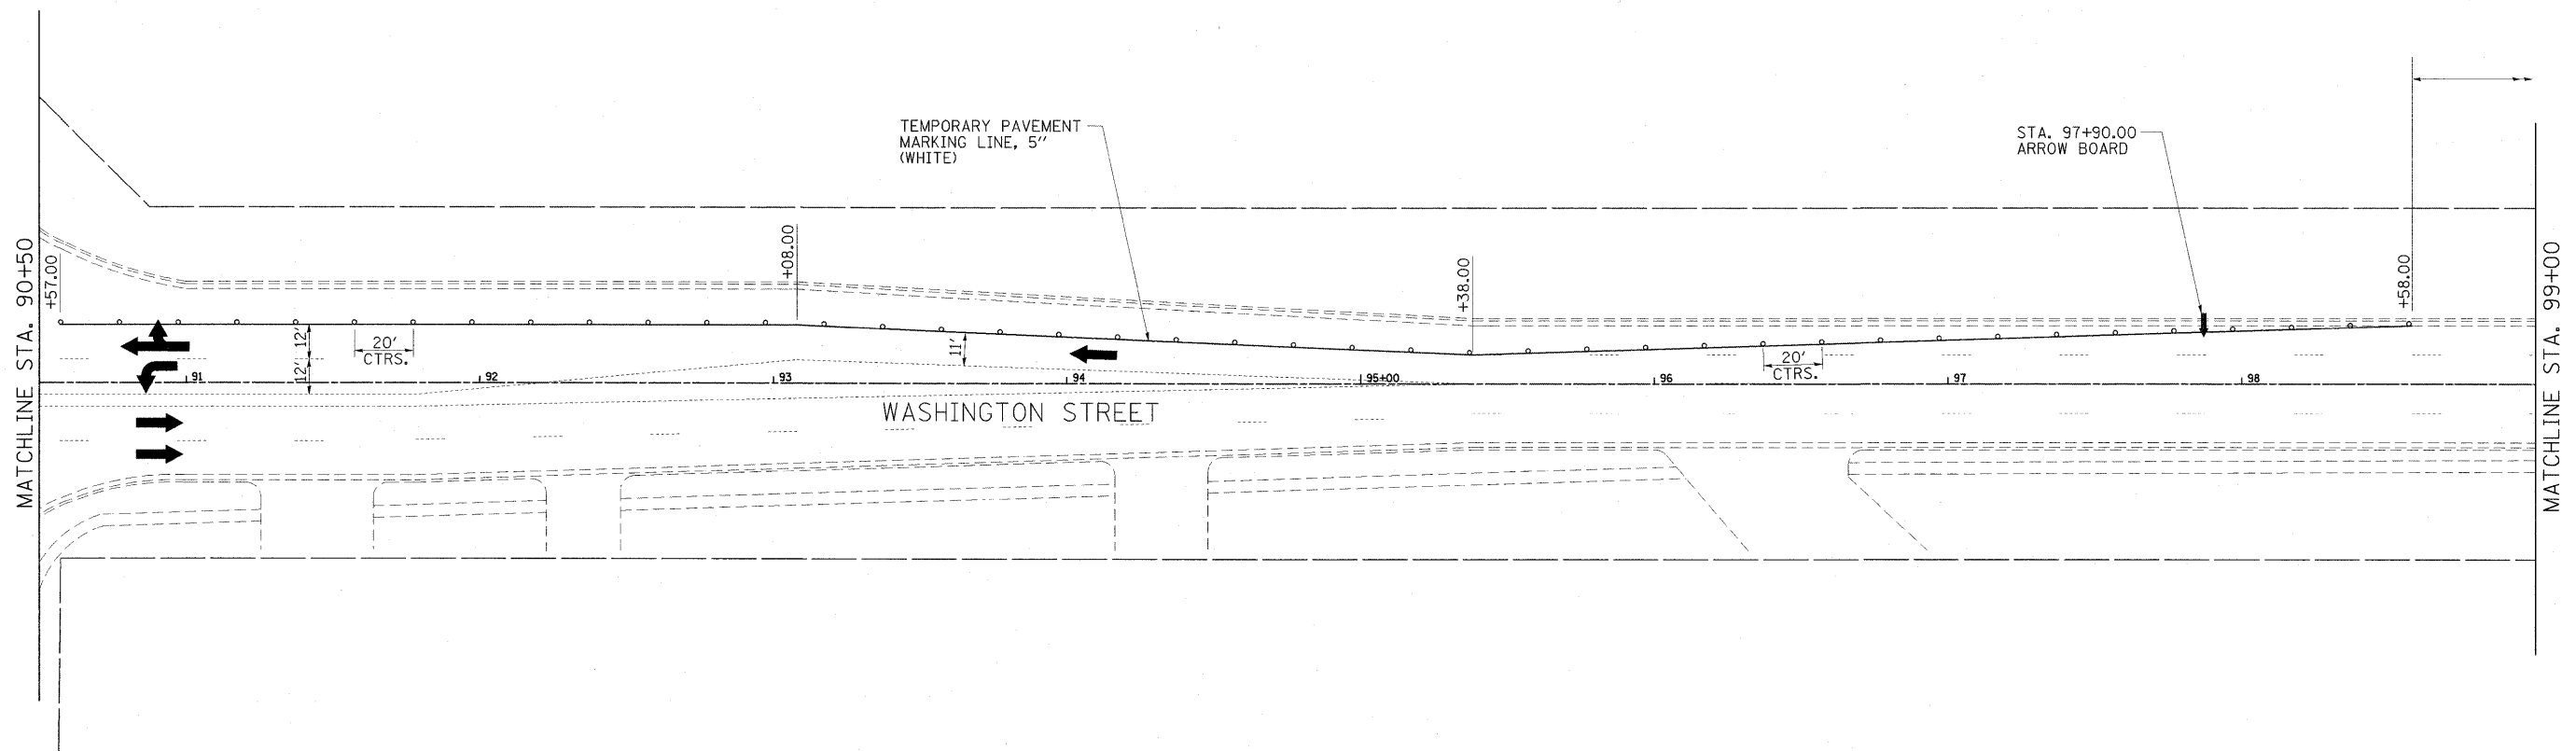 TEMPORARY PAVEMENT
MARKING LINE, 5"
(WHITE)
STA. 97+90.00
ARROW BOARD
MATCHLINE STA. 90+50
+57.00
+08.00
+38.00
+58.00
MATCHLINE STA. 99+00
12'
12'
20'
CTRS.
11'
20'
CTRS.
91
92
93
94
95+00
96
97
98
WASHINGTON STREET